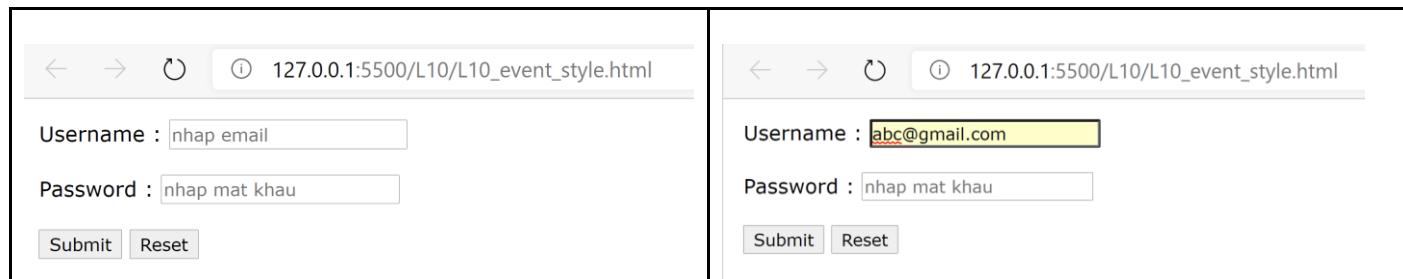 127.0.0.1:5500/L10/L10_event_style.html
Username : nhap email
Password : nhap mat khau
Submit Reset
127.0.0.1:5500/L10/L10_event_style.html
Username : abc@gmail.com
Password : nhap mat khau
Submit Reset